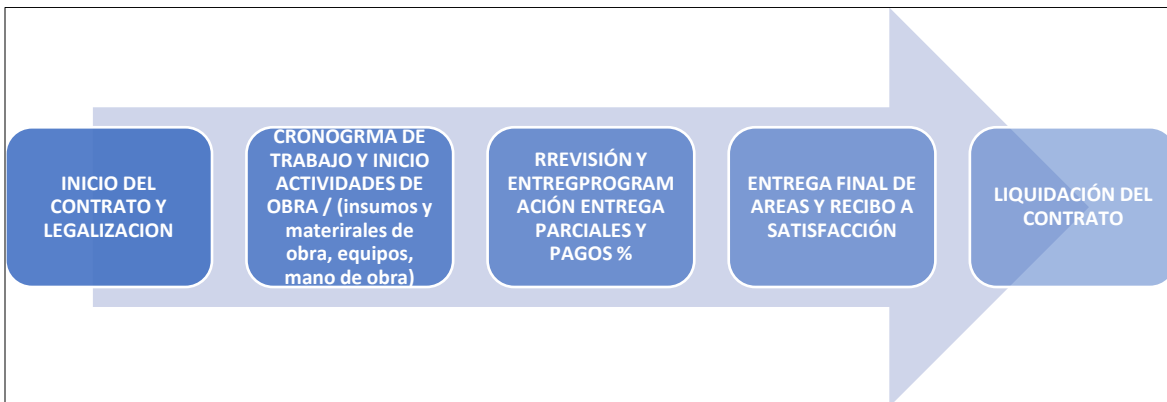 INICIO DEL
CONTRATO Y
LEGALIZACION
CRONOGRMA DE
TRABAJO Y INICIO
ACTIVIDADES DE
OBRA / (insumos y
materirales de
obra, equipos,
mano de obra)
RREVISIÓN Y
ENTREGPROGRAM
ACIÓN ENTREGA
PARCIALES Y
PAGOS %
ENTREGA FINAL DE
AREAS Y RECIBO A
SATISFACCIÓN
LIQUIDACIÓN DEL
CONTRATO